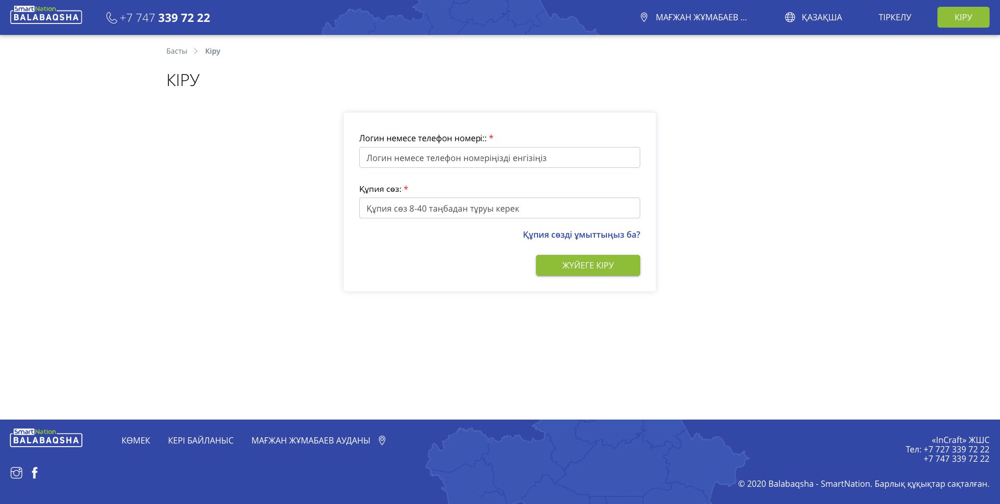 SmartNation
BALABAQSHA
+7 747 339 72 22
МАҒЖАН ЖҰМАБАЕВ ...
ҚАЗАҚША
ТІРКЕЛУ
КІРУ
Басты > Кіру
КІРУ
Логин немесе телефон номері:: *
Логин немесе телефон номеріңізді енгізіңіз
Құпия сөз: *
Құпия сөз 8-40 таңбадан тұруы керек
Құпия сөзді ұмыттыңыз ба?
ЖҮЙЕГЕ КІРУ
SmartNation
BALABAQSHA
КӨМЕК
КЕРІ БАЙЛАНЫС
МАҒЖАН ЖҰМАБАЕВ АУДАНЫ
«InCraft» ЖШС
Тел: +7 727 339 72 22
+7 747 339 72 22
© 2020 Balabaqsha - SmartNation. Барлық құқықтар сақталған.